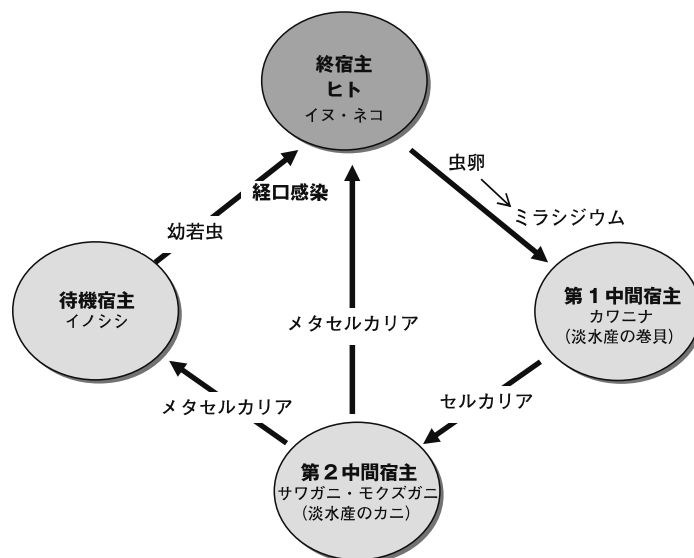 終宿主
ヒト
イヌ・ネコ
虫卵
ミラシジウム
経口感染
幼若虫
待機宿主
イノシシ
第1中間宿主
カワニナ
(淡水産の巻貝)
メタセルカリア
メタセルカリア
セルカリア
第2中間宿主
サワガニ・モクズガニ
(淡水産のカニ)